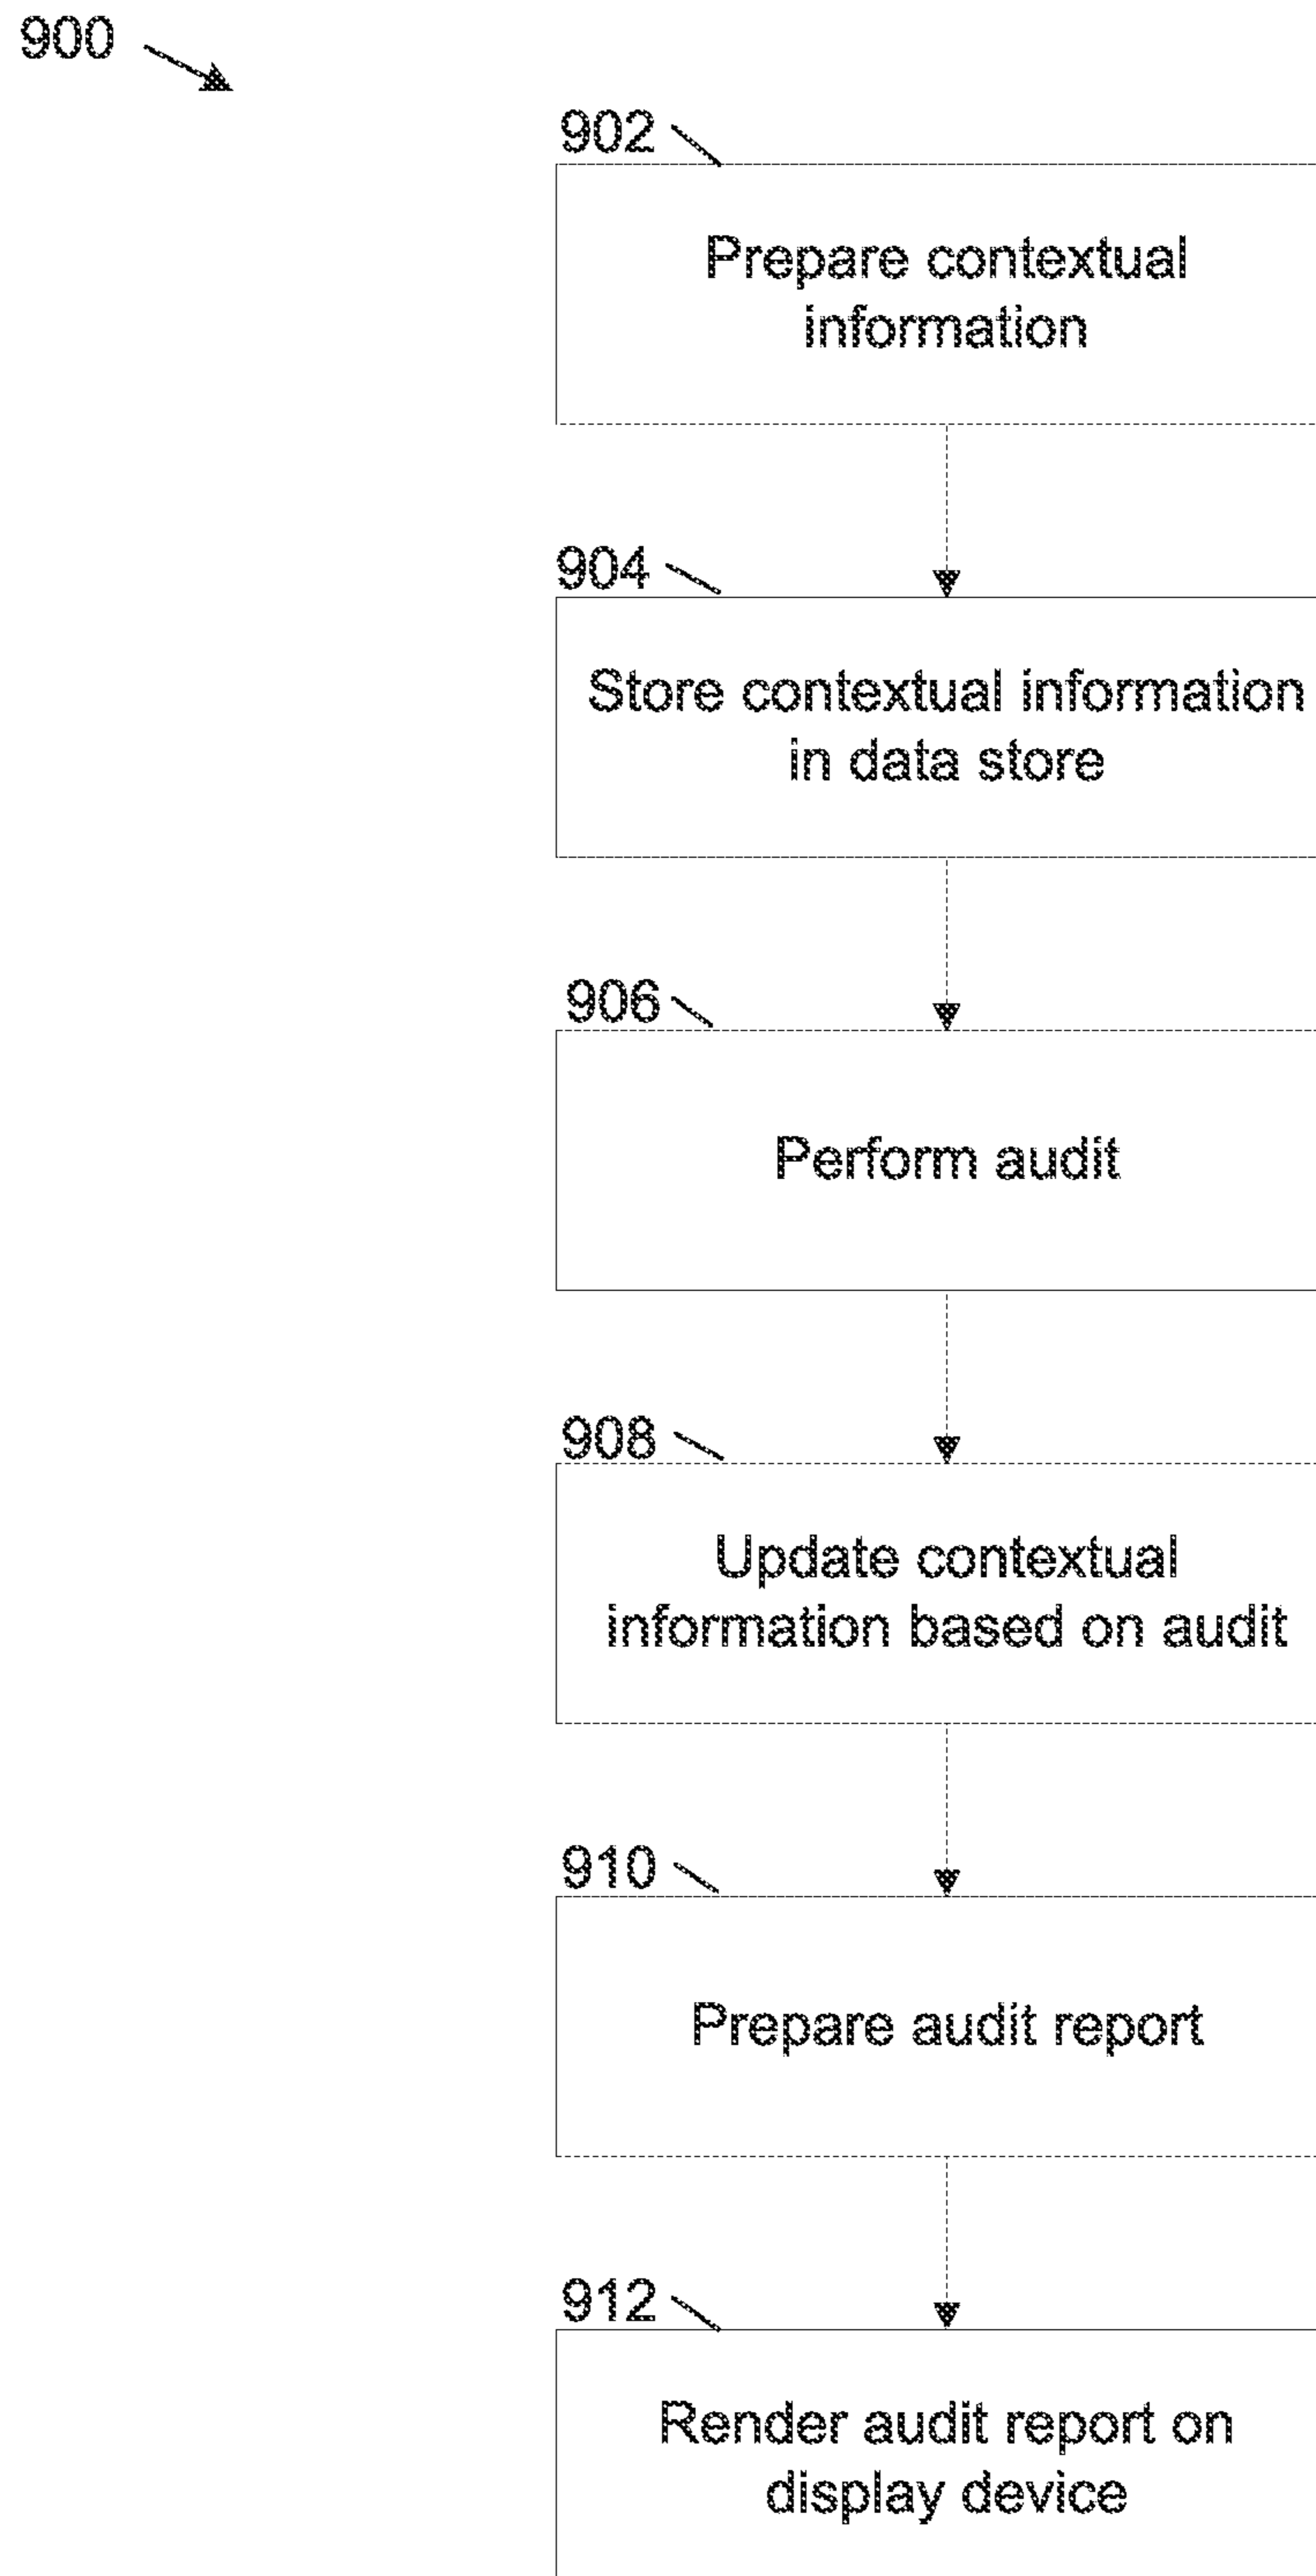 900
902
Prepare contextual
information
904
Store contextual information
in data store
906
Perform audit
908
Update contextual
information based on audit
910
Prepare audit report
912
Render audit report on
display device